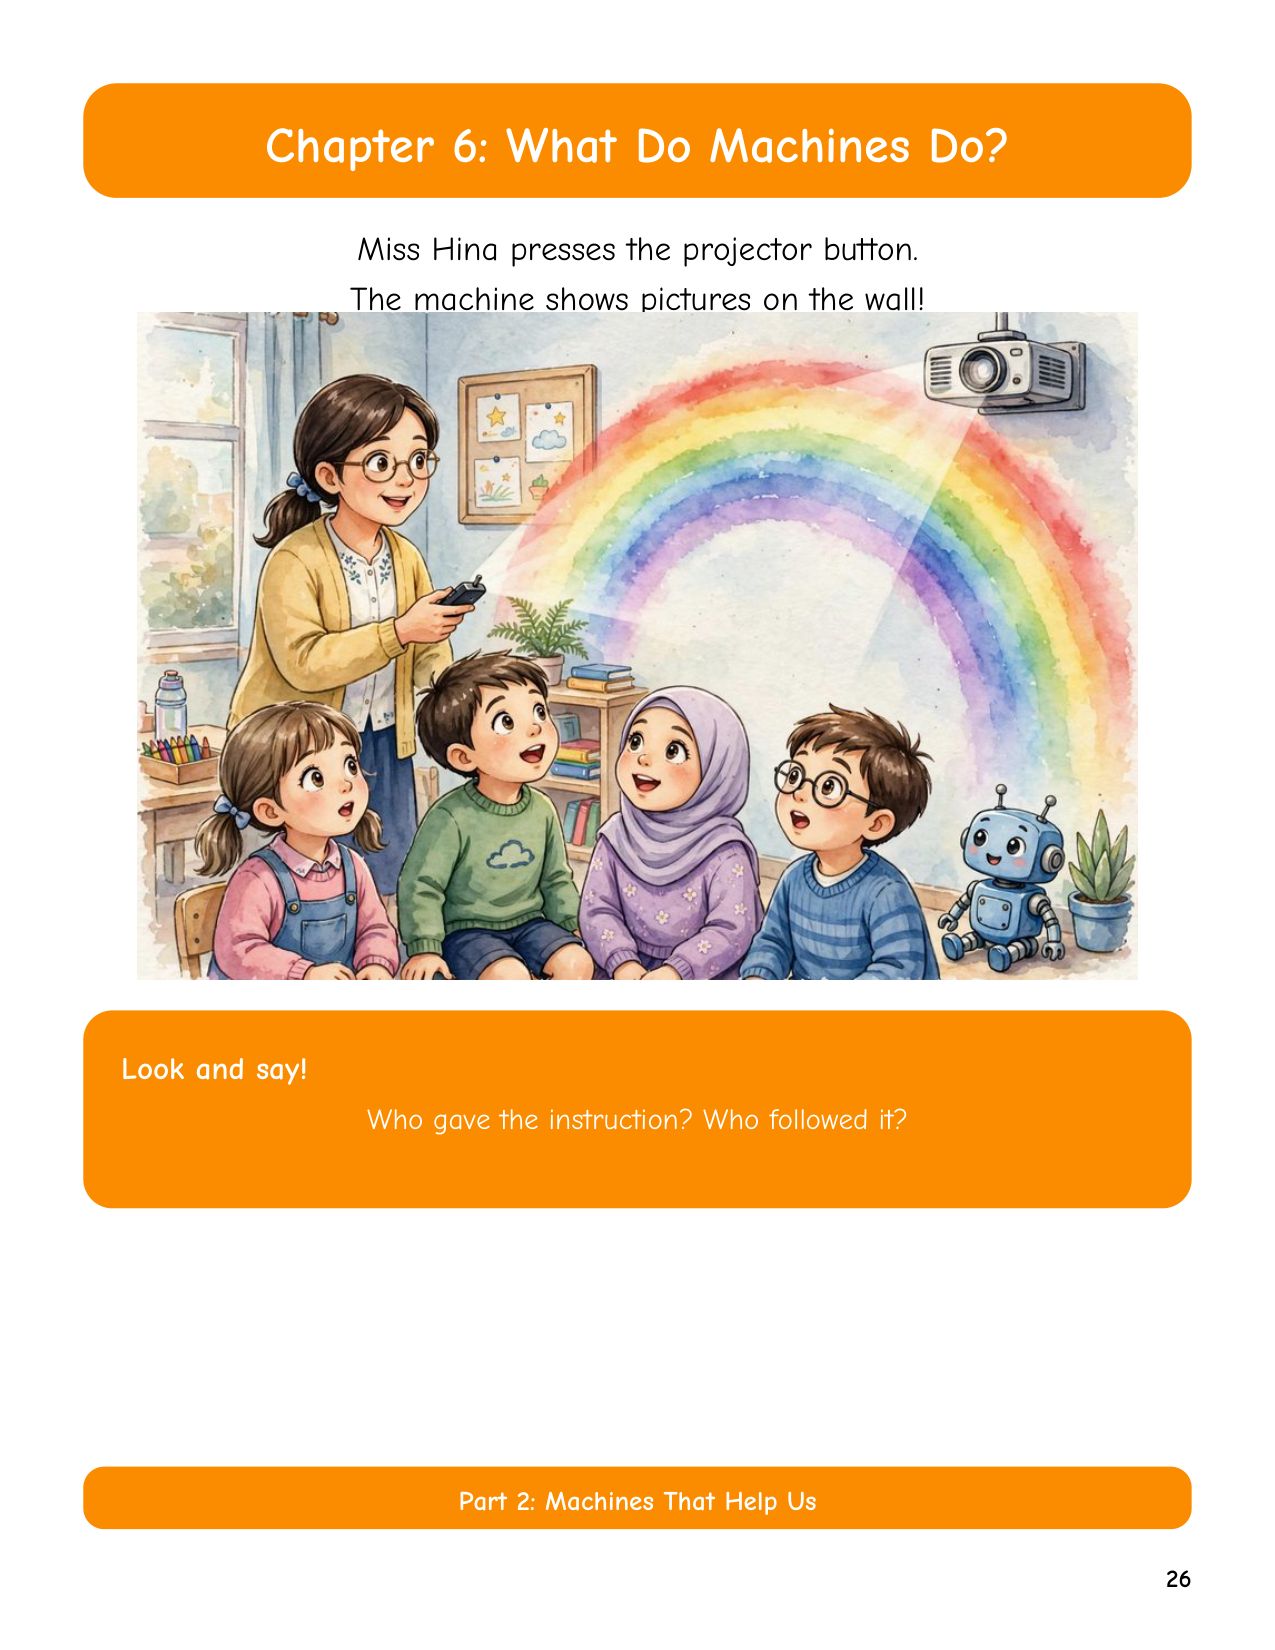 Chapter 6: What Do Machines Do?
Miss Hina presses the projector button.
The machine shows pictures on the wall!
Look and say!
Who gave the instruction? Who followed it?
Part 2: Machines That Help Us
26